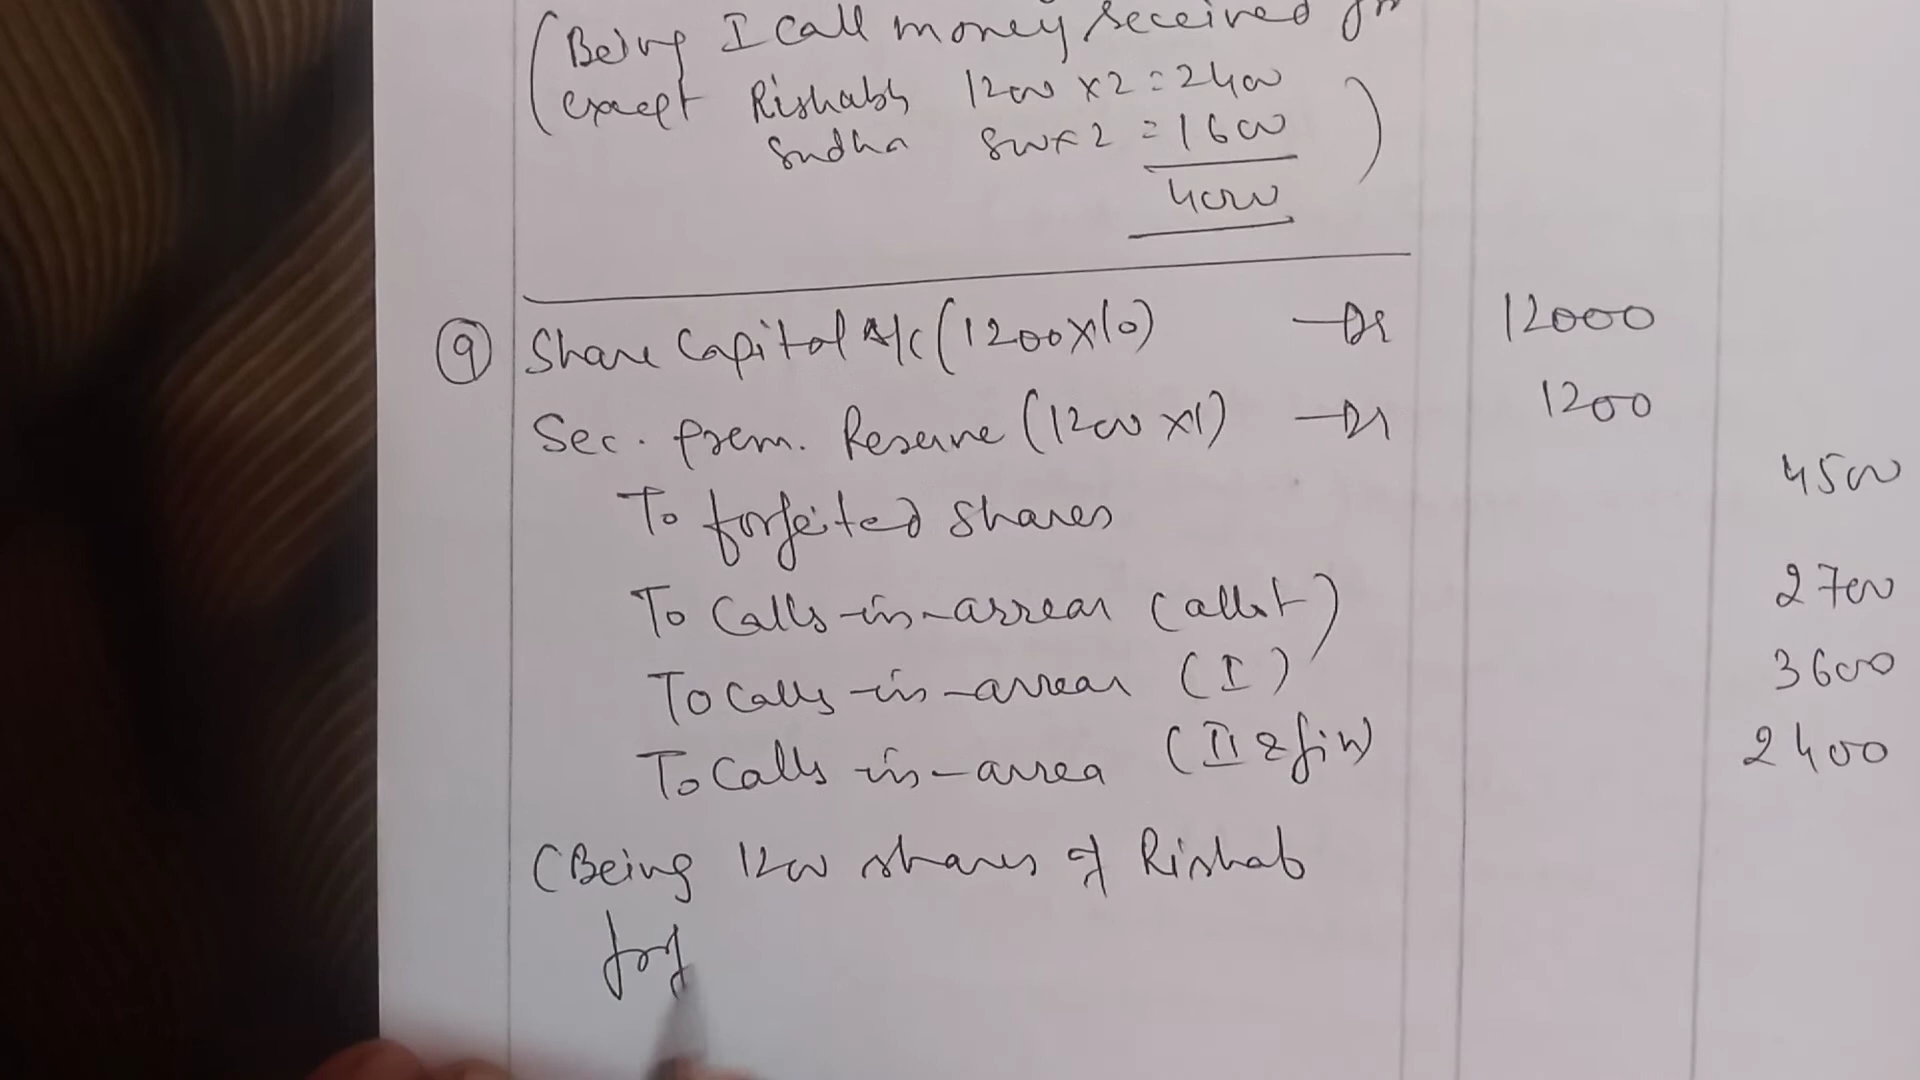 (Being I call money received fr
except Rishabh 1200 x 2 = 2400
Sudha 800 x 2 = 1600)
4000
9 Share Capital A/c (1200x10) —Dr 12000
Sec. prem. Reserve (1200 x1) —Dr 1200
To forfeited shares 4500
To Calls-in-arrear (allot) 2700
To Calls-in-arrear (I) 3600
To Calls-in-arrea (II & fin) 2400
(Being 1200 shares of Rishab
forf